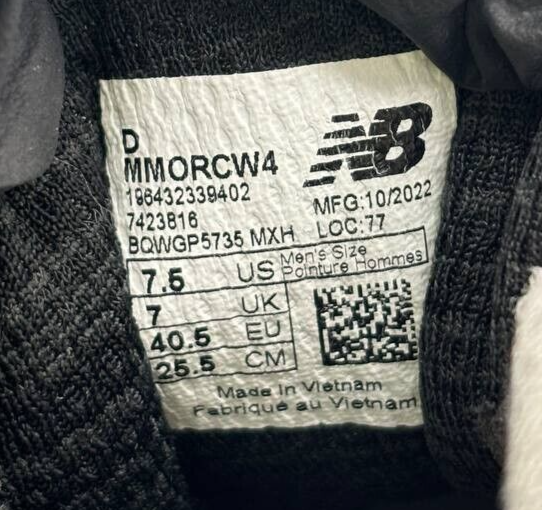 D
MMORCW4
196432339402
7423816
BQWGP5735 MXH
NB
MFG:10/2022
LOC:77
Men's Size
Pointure Hommes
7.5 US
7 UK
40.5 EU
25.5 CM
Made in Vietnam
Fabriqué au Vietnam